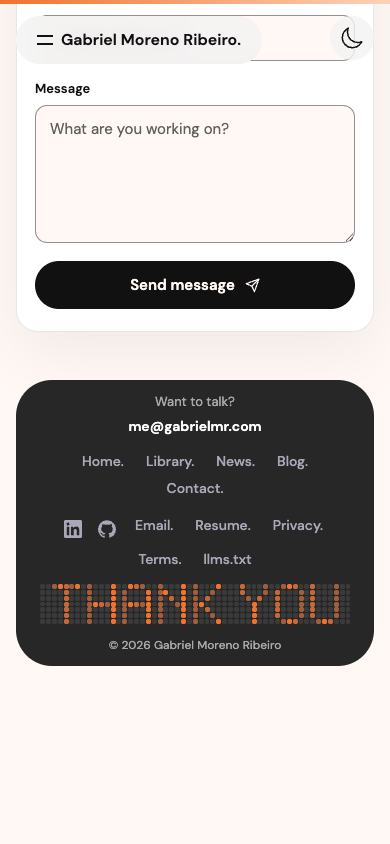 Gabriel Moreno Ribeiro.
Message
What are you working on?
Send message
Want to talk?
me@gabrielmr.com
Home. Library. News. Blog.
Contact.
Email. Resume. Privacy.
Terms. llms.txt
THANK YOU
© 2026 Gabriel Moreno Ribeiro